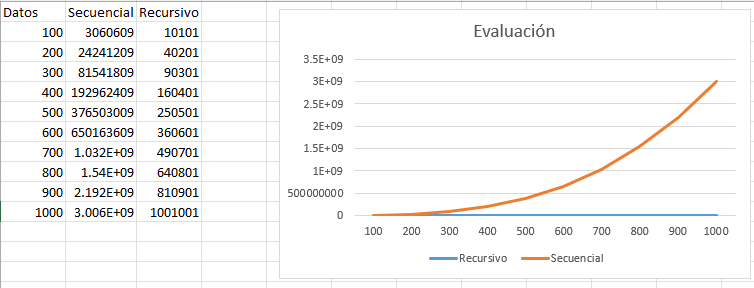 Datos Secuencial Recursivo
100 3060609 10101
200 24241209 40201
300 81541809 90301
400 192962409 160401
500 376503009 250501
600 650163609 360601
700 1.032E+09 490701
800 1.54E+09 640801
900 2.192E+09 810901
1000 3.006E+09 1001001
Evaluación
3.5E+09
3E+09
2.5E+09
2E+09
1.5E+09
1E+09
500000000
0
100 200 300 400 500 600 700 800 900 1000
Recursivo Secuencial